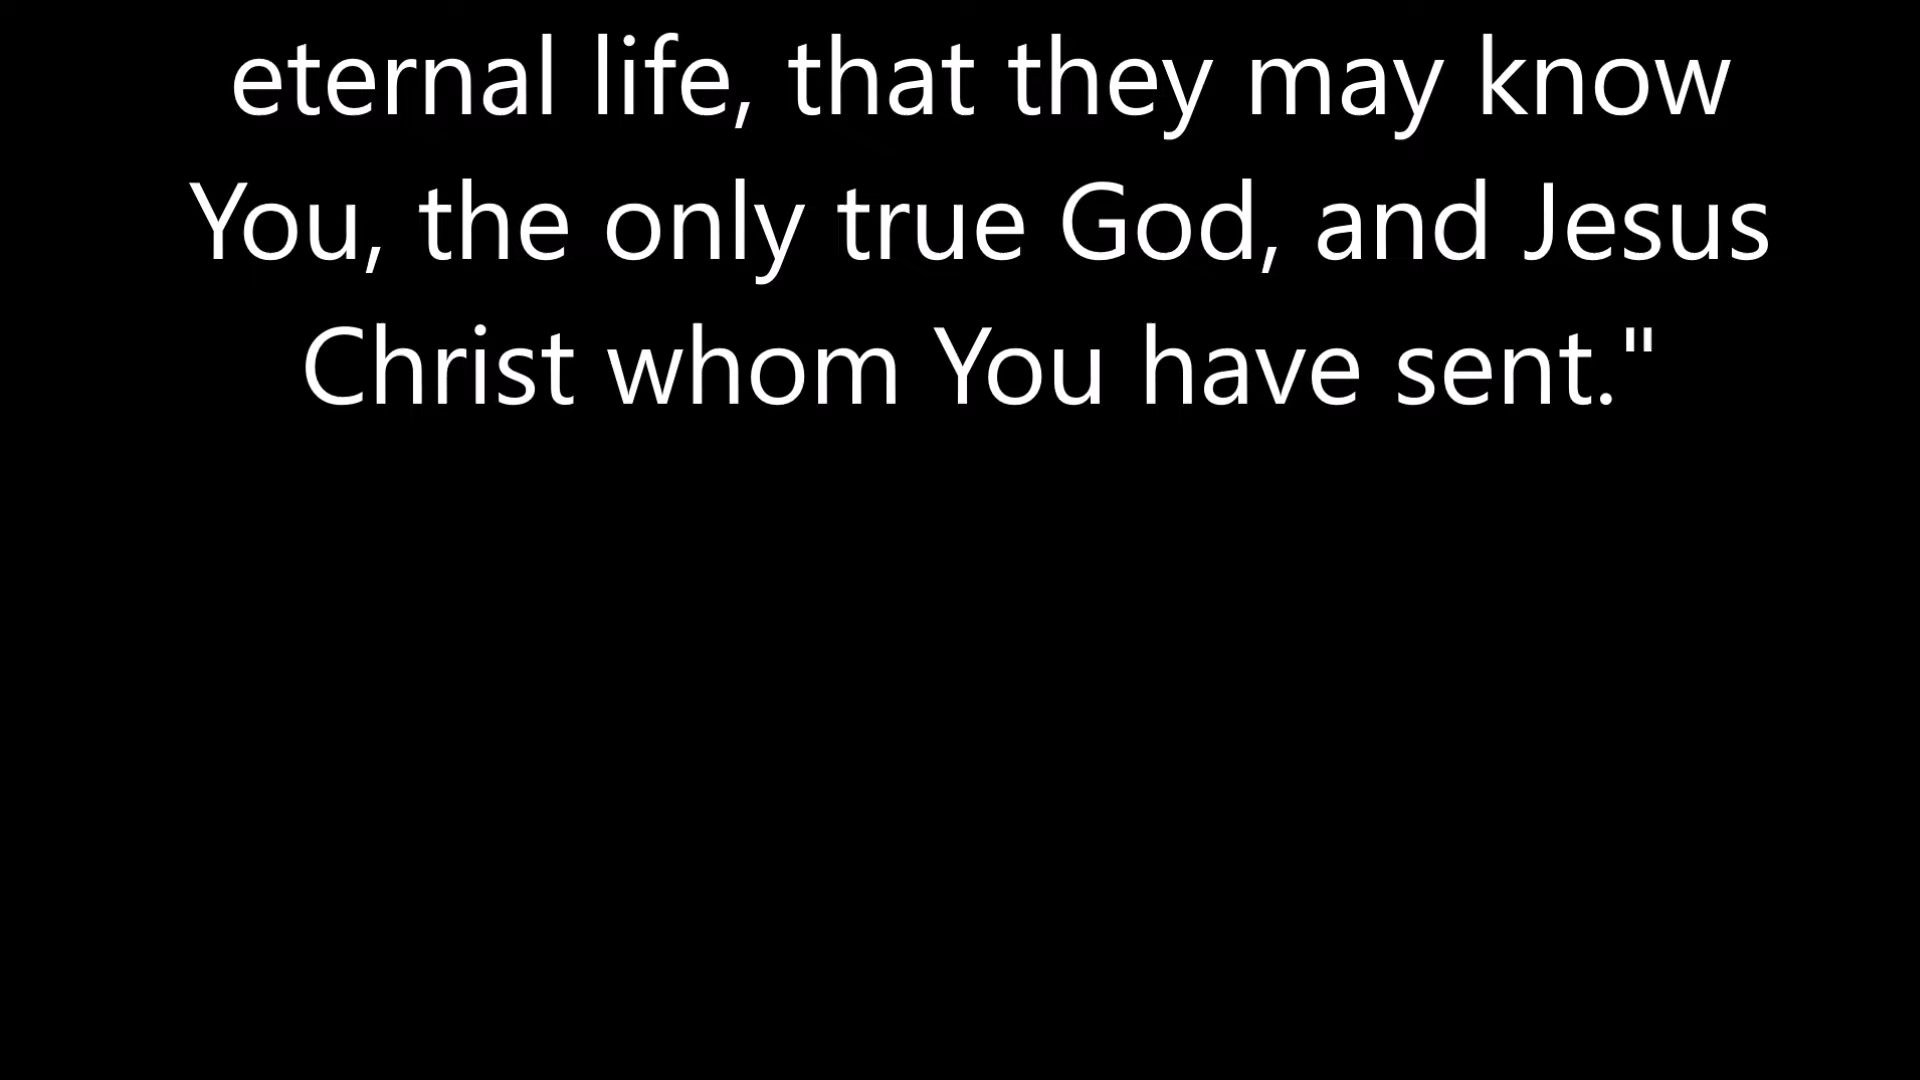 eternal life, that they may know
You, the only true God, and Jesus
Christ whom You have sent."